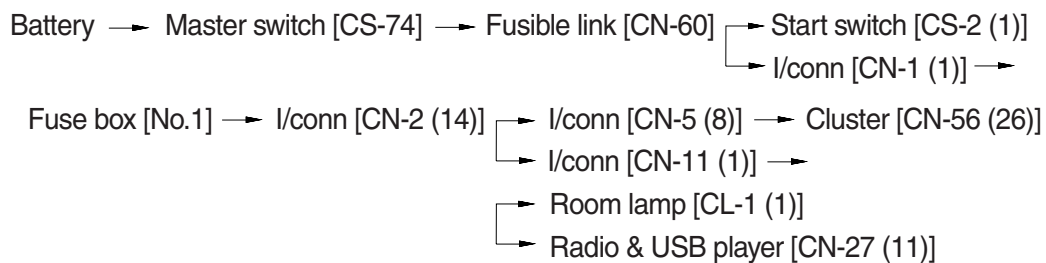 Battery → Master switch [CS-74] → Fusible link [CN-60] → Start switch [CS-2 (1)]
→ I/conn [CN-1 (1)] →
Fuse box [No.1] → I/conn [CN-2 (14)] → I/conn [CN-5 (8)] → Cluster [CN-56 (26)]
→ I/conn [CN-11 (1)] →
→ Room lamp [CL-1 (1)]
→ Radio & USB player [CN-27 (11)]